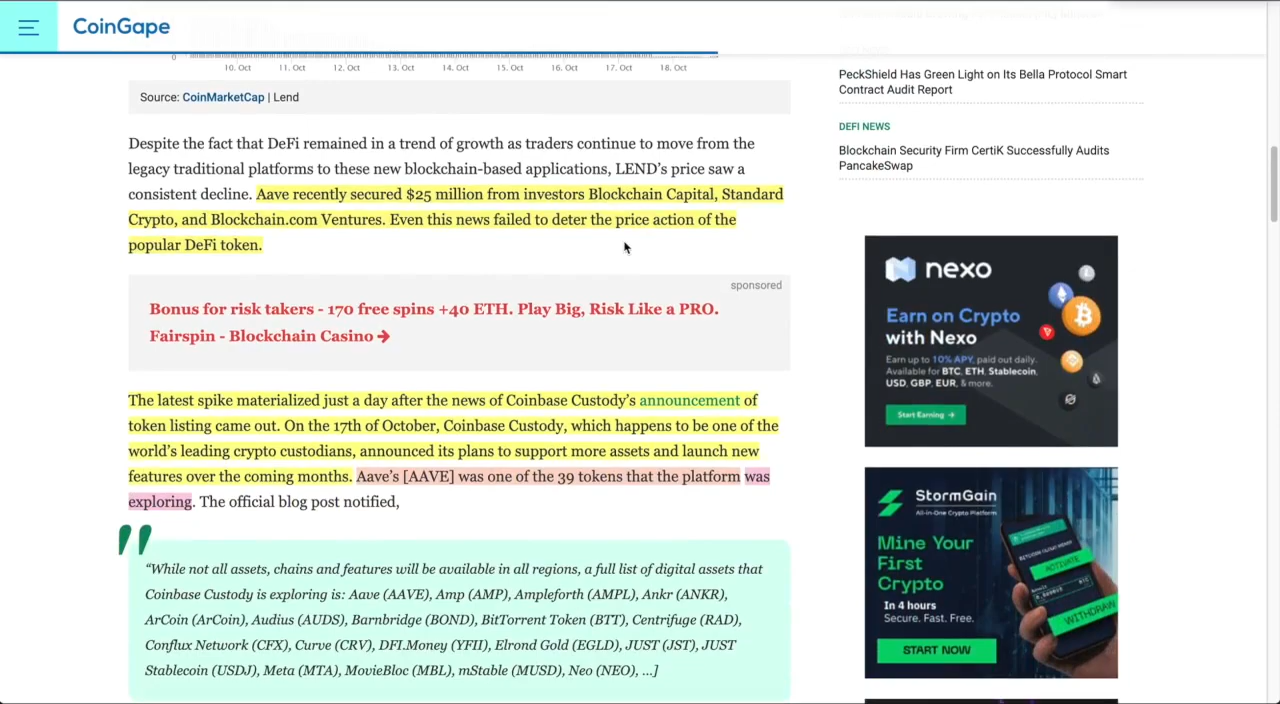 CoinGape
0
10. Oct 11. Oct 12. Oct 13. Oct 14. Oct 15. Oct 16. Oct 17. Oct 18. Oct
Source: CoinMarketCap | Lend
Despite the fact that DeFi remained in a trend of growth as traders continue to move from the
legacy traditional platforms to these new blockchain-based applications, LEND's price saw a
consistent decline. Aave recently secured $25 million from investors Blockchain Capital, Standard
Crypto, and Blockchain.com Ventures. Even this news failed to deter the price action of the
popular DeFi token.
sponsored
Bonus for risk takers - 170 free spins +40 ETH. Play Big, Risk Like a PRO.
Fairspin - Blockchain Casino →
The latest spike materialized just a day after the news of Coinbase Custody's announcement of
token listing came out. On the 17th of October, Coinbase Custody, which happens to be one of the
world's leading crypto custodians, announced its plans to support more assets and launch new
features over the coming months. Aave's [AAVE] was one of the 39 tokens that the platform was
exploring. The official blog post notified,
"While not all assets, chains and features will be available in all regions, a full list of digital assets that
Coinbase Custody is exploring is: Aave (AAVE), Amp (AMP), Ampleforth (AMPL), Ankr (ANKR),
ArCoin (ArCoin), Audius (AUDS), Barnbridge (BOND), BitTorrent Token (BTT), Centrifuge (RAD),
Conflux Network (CFX), Curve (CRV), DFI.Money (YFII), Elrond Gold (EGLD), JUST (JST), JUST
Stablecoin (USDJ), Meta (MTA), MovieBloc (MBL), mStable (MUSD), Neo (NEO), ...]
PeckShield Has Green Light on Its Bella Protocol Smart
Contract Audit Report
DEFI NEWS
Blockchain Security Firm CertiK Successfully Audits
PancakeSwap
nexo
Earn on Crypto
with Nexo
Earn up to 10% APY, paid out daily.
Available for BTC, ETH, Stablecoin,
USD, GBP, EUR, & more.
Start Earning →
StormGain
All-in-One Crypto Platform
Mine Your
First
Crypto
In 4 hours
Secure. Fast. Free.
START NOW
ACTIVATE
WITHDRAW